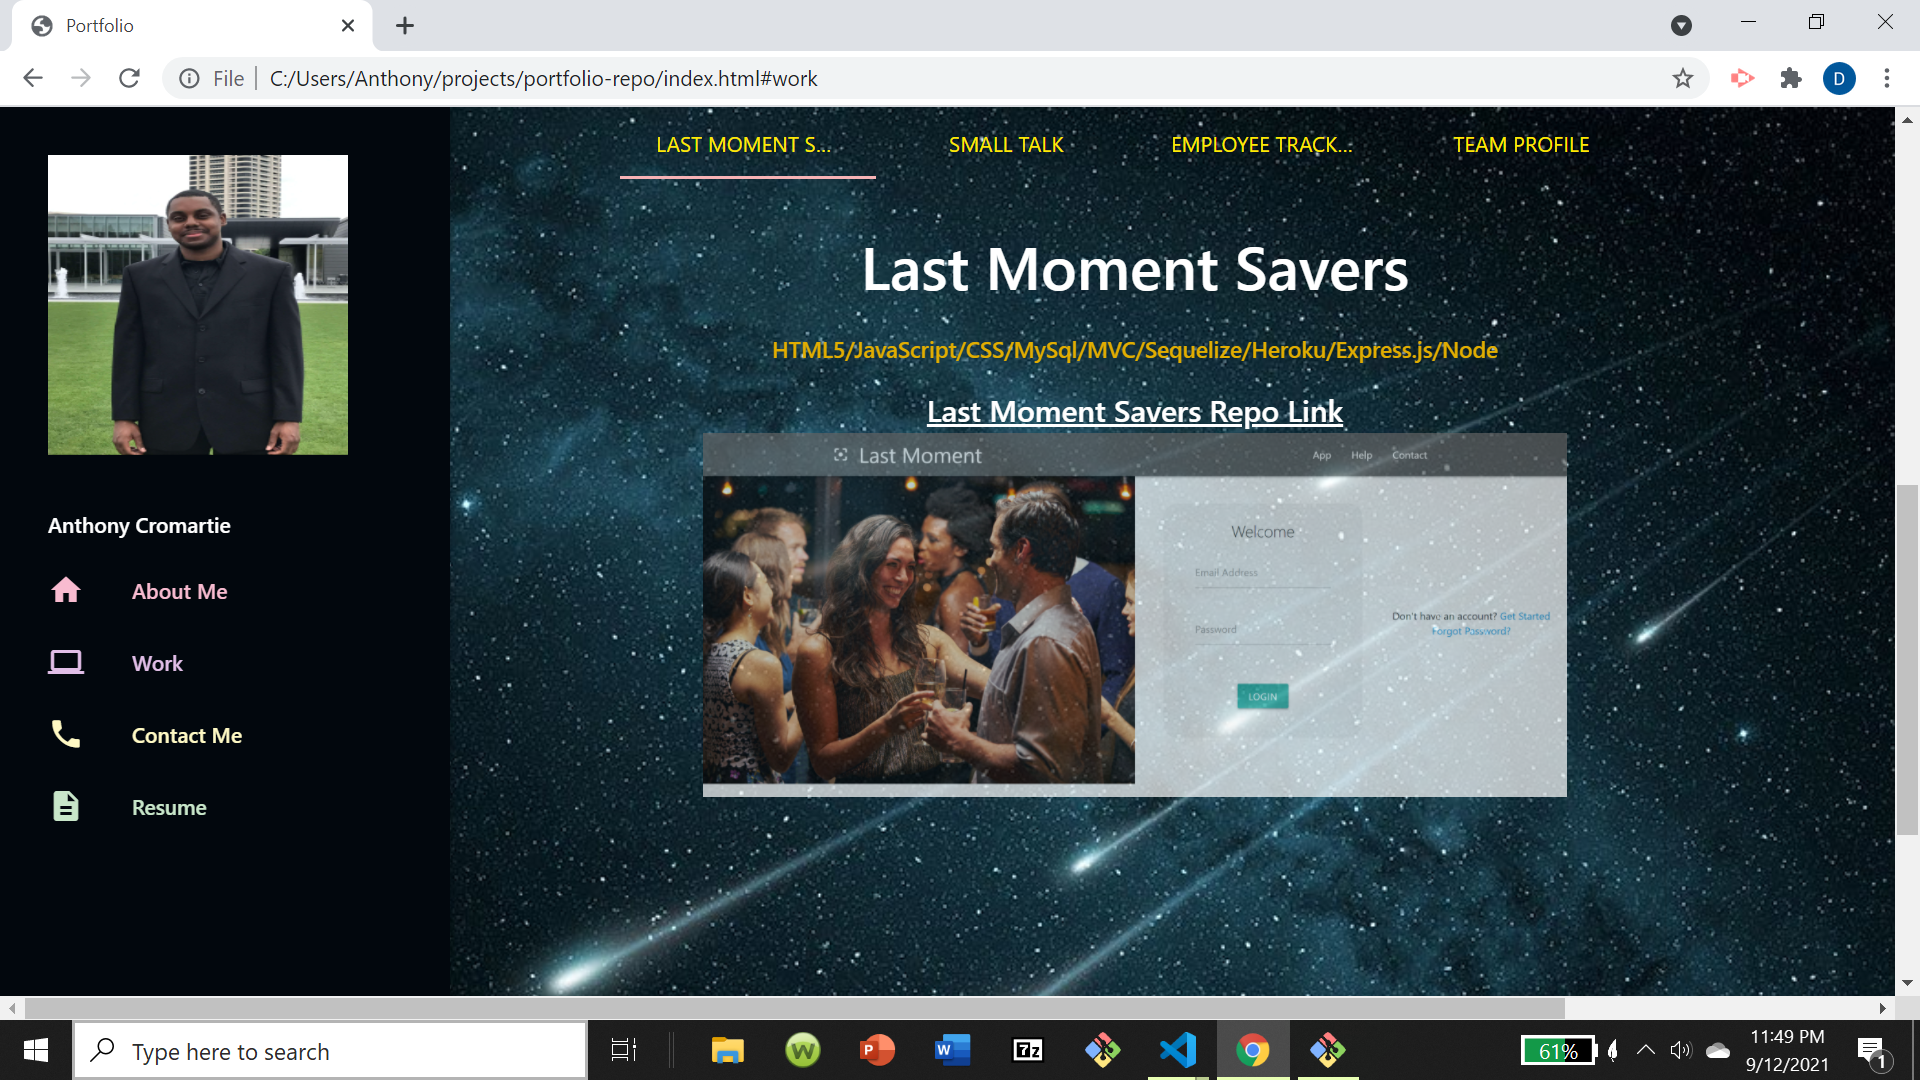 Portfolio
File
C:/Users/Anthony/projects/portfolio-repo/index.html#work
D
LAST MOMENT S...
SMALL TALK
EMPLOYEE TRACK...
TEAM PROFILE
Last Moment Savers
HTML5/JavaScript/CSS/MySql/MVC/Sequelize/Heroku/Express.js/Node
Last Moment Savers Repo Link
Last Moment
App
Help
Contact
Welcome
Email Address
Password
LOGIN
Don't have an account? Get Started
Forgot Password?
Anthony Cromartie
About Me
Work
Contact Me
Resume
Type here to search
W
P
W
7z
61%
11:49 PM
9/12/2021
1